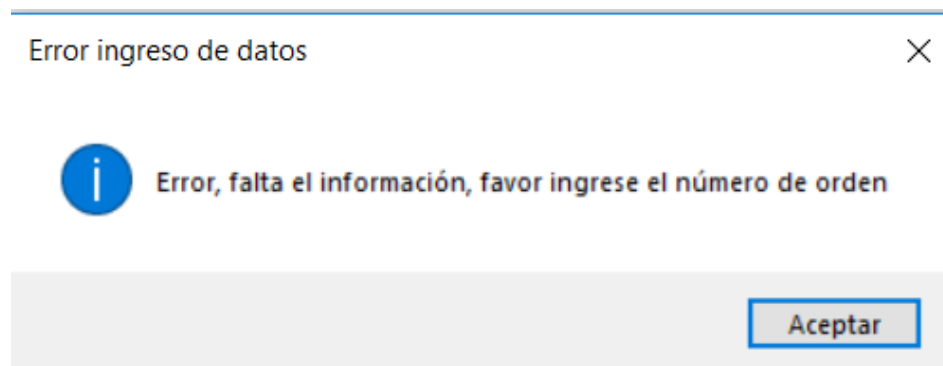 Error ingreso de datos
Error, falta el información, favor ingrese el número de orden
Aceptar